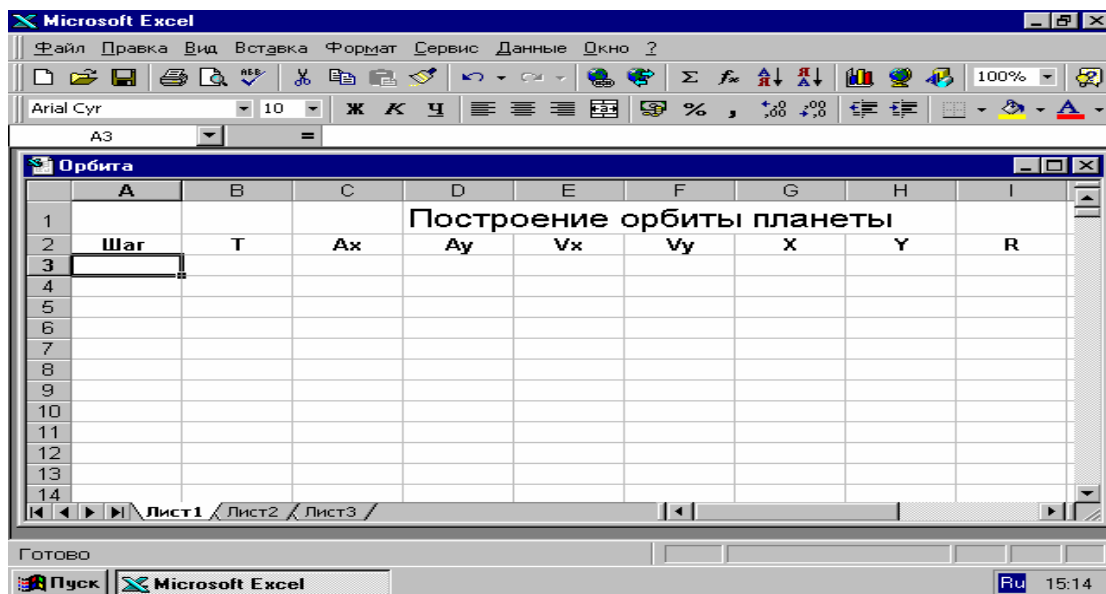 Microsoft Excel
Файл Правка Вид Вставка Формат Сервис Данные Окно ?
100%
Arial Cyr 10 Ж К Ч % ,
A3 =
Орбита
A B C D E F G H I
1 Построение орбиты планеты
2 Шаг T Ax Ay Vx Vy X Y R
3
4
5
6
7
8
9
10
11
12
13
14
Лист1 Лист2 Лист3
Готово
Пуск Microsoft Excel Ru 15:14